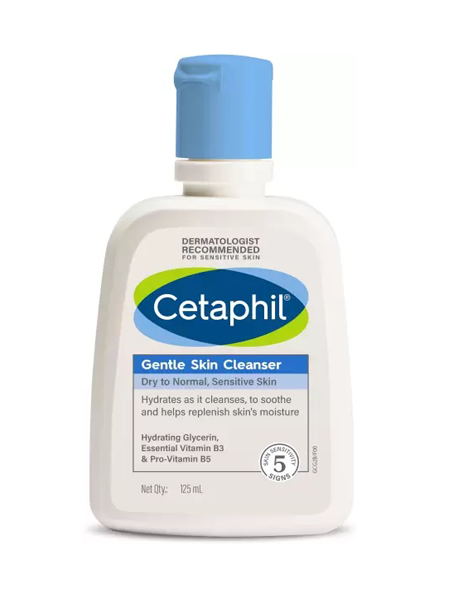 DERMATOLOGIST
RECOMMENDED
FOR SENSITIVE SKIN
Cetaphil®
Gentle Skin Cleanser
Dry to Normal, Sensitive Skin
Hydrates as it cleanses, to soothe
and helps replenish skin's moisture
Hydrating Glycerin,
Essential Vitamin B3
& Pro-Vitamin B5
SKIN SENSITIVITY
5
SIGNS
Net Qty.: 125 mL